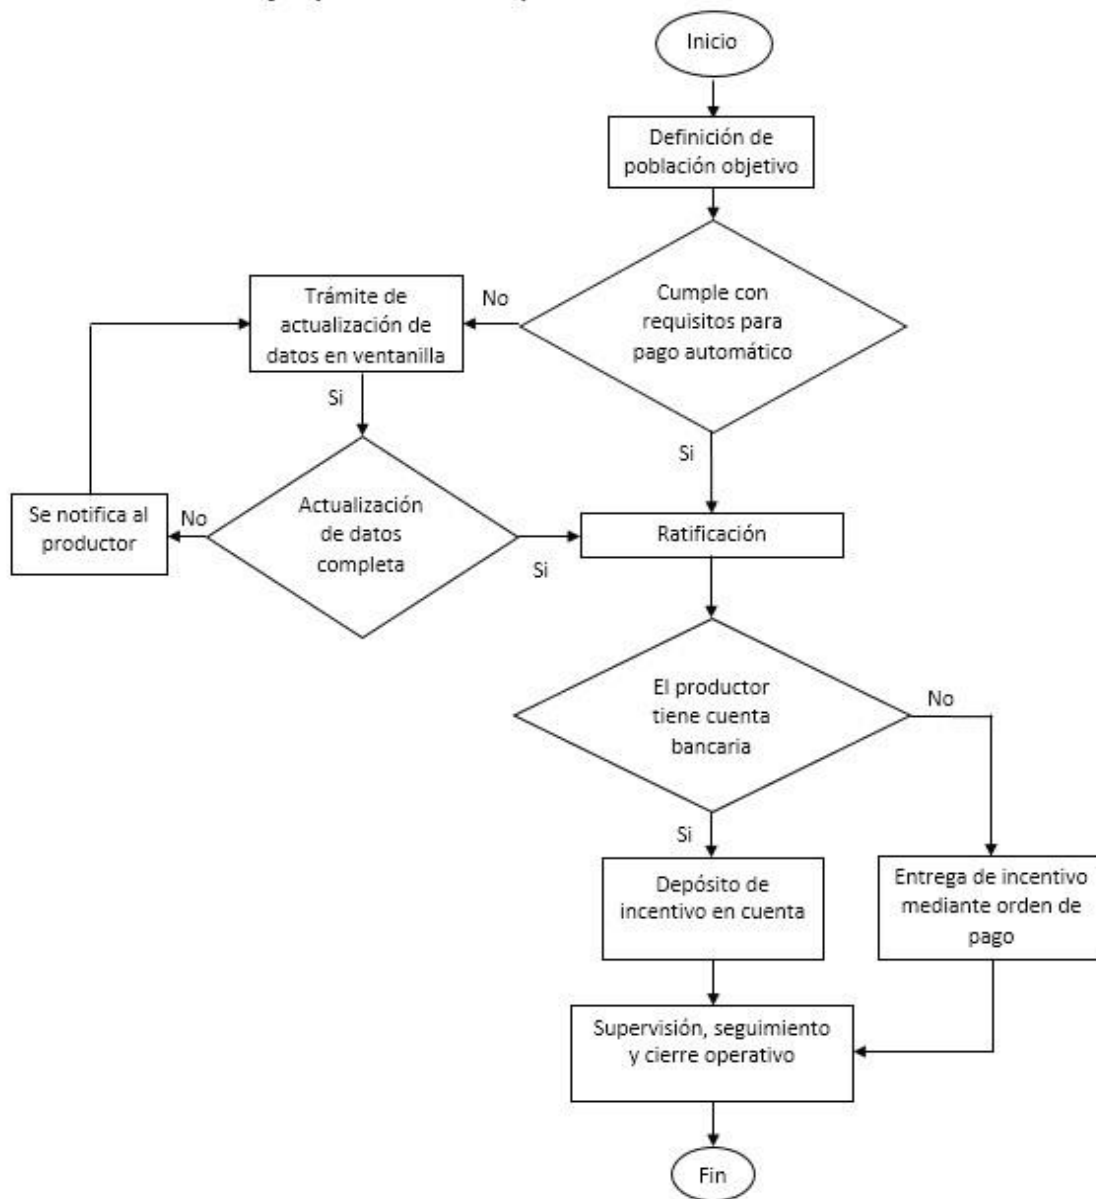 Inicio
Definición de
población objetivo
Cumple con
requisitos para
pago automático
No
Trámite de
actualización de
datos en ventanilla
Si
Si
Actualización
de datos
completa
No
Se notifica al
productor
Si
Ratificación
El productor
tiene cuenta
bancaria
No
Si
Depósito de
incentivo en cuenta
Entrega de incentivo
mediante orden de
pago
Supervisión, seguimiento
y cierre operativo
Fin